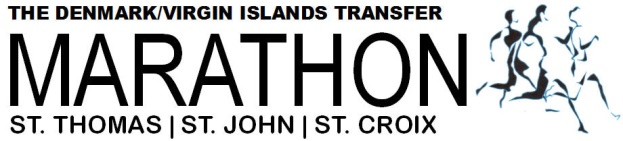 THE DENMARK/VIRGIN ISLANDS TRANSFER
MARATHON
ST. THOMAS | ST. JOHN | ST. CROIX